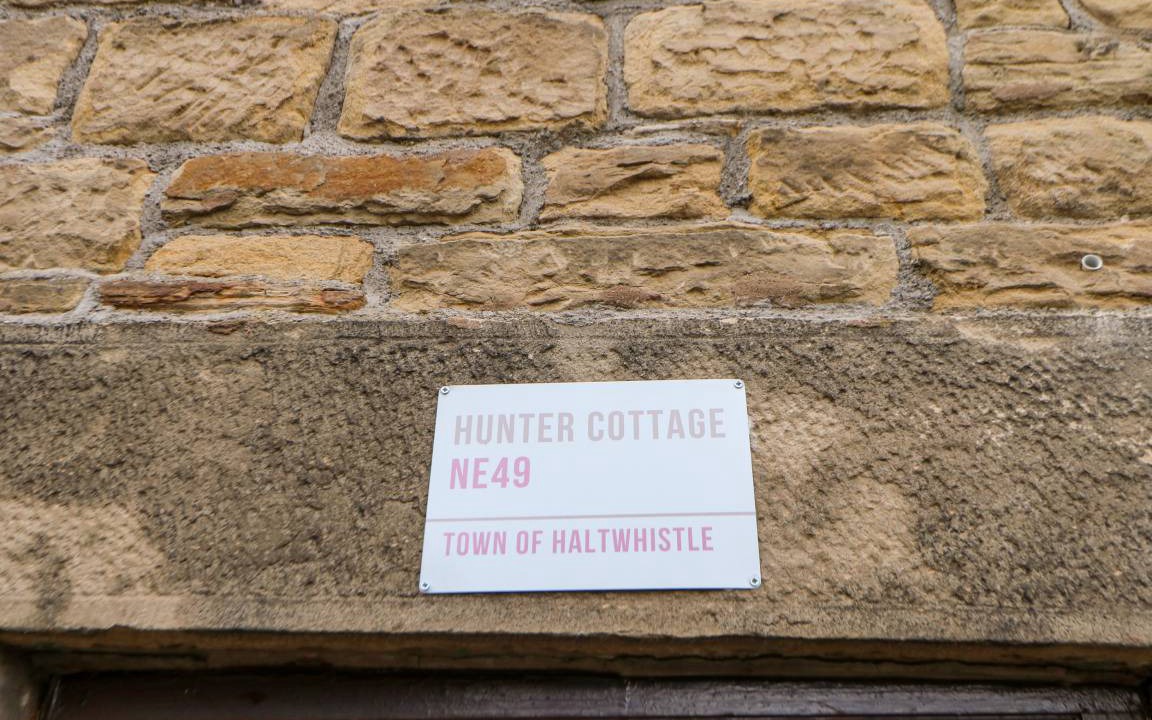 HUNTER COTTAGE
NE49
TOWN OF HALTWHISTLE